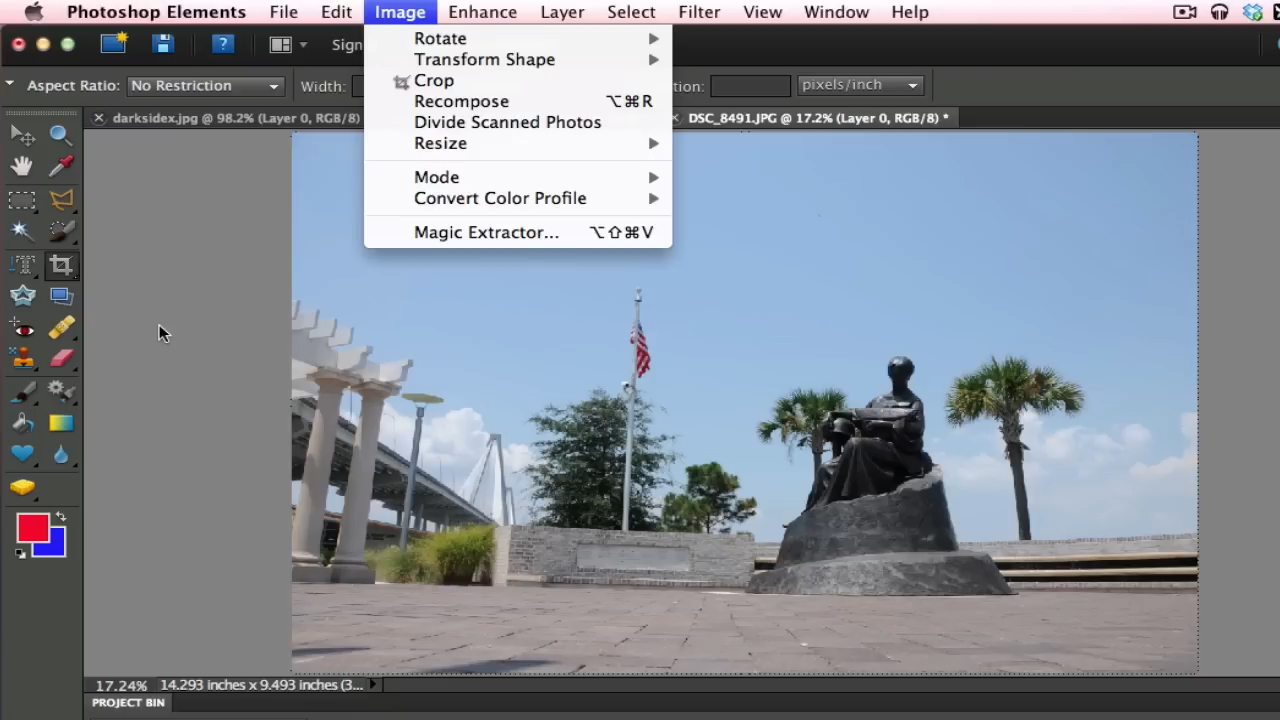 Photoshop Elements File Edit Image Enhance Layer Select Filter View Window Help
Sign
Aspect Ratio: No Restriction Width: pixels/inch
darksidex.jpg @ 98.2% (Layer 0, RGB/8) DSC_8491.JPG @ 17.2% (Layer 0, RGB/8) *
Rotate
Transform Shape
Crop
Recompose ⌥⌘R
Divide Scanned Photos
Resize
Mode
Convert Color Profile
Magic Extractor... ⌥⇧⌘V
17.24% 14.293 inches x 9.493 inches (3...
PROJECT BIN